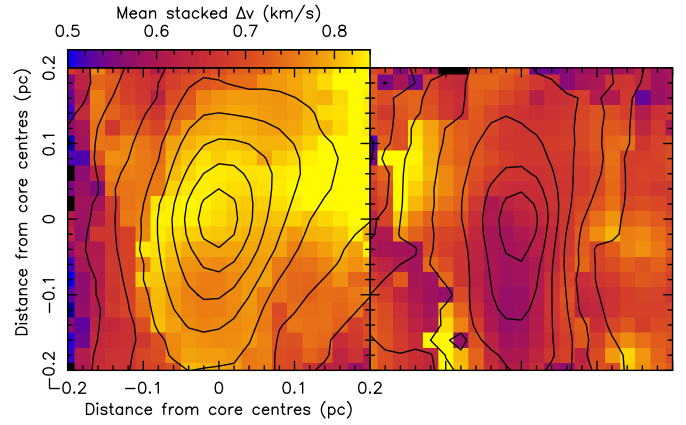 Mean stacked Δv (km/s)
0.5 0.6 0.7 0.8
0.2
0.1
0
−0.1
−0.2
Distance from core centres (pc)
−0.2 −0.1 0 0.1 0.2
Distance from core centres (pc)